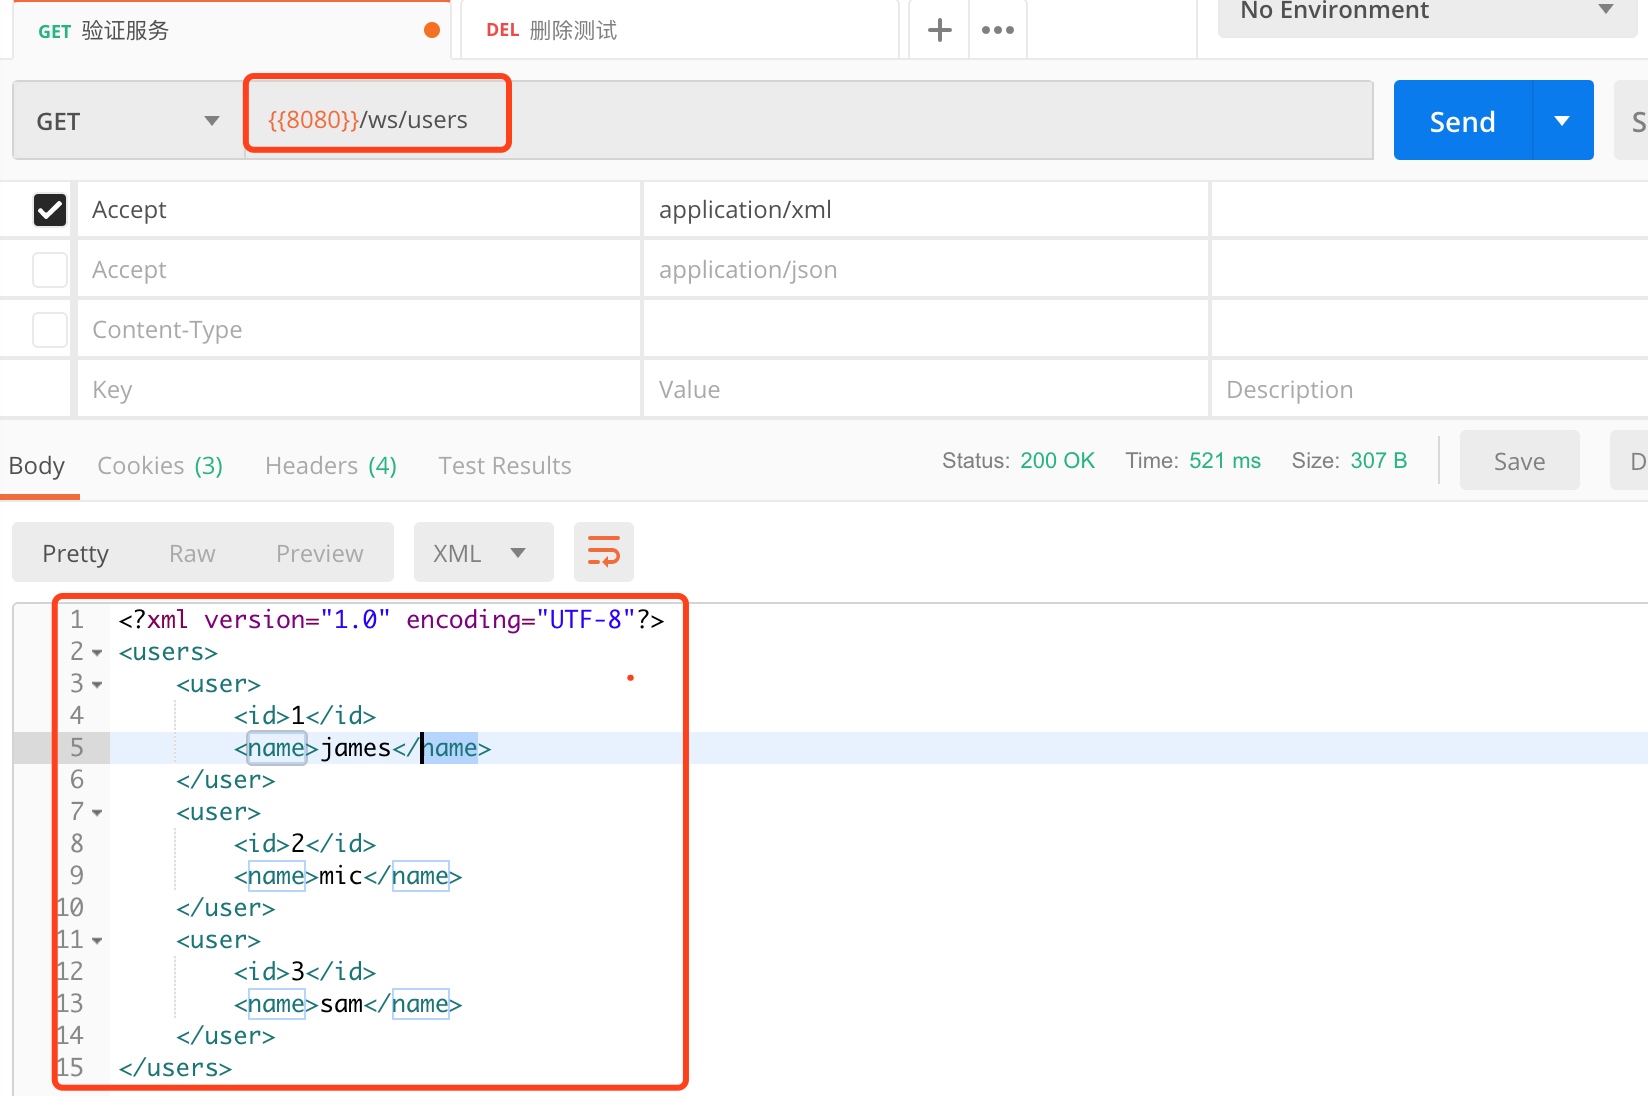 GET 验证服务
DEL 删除测试
No Environment
GET
{{8080}}/ws/users
Send
Accept application/xml
Accept application/json
Content-Type
Key Value Description
Body Cookies (3) Headers (4) Test Results
Status: 200 OK Time: 521 ms Size: 307 B
Save
Pretty Raw Preview XML
1 <?xml version="1.0" encoding="UTF-8"?>
2 <users>
3 <user>
4 <id>1</id>
5 <name>james</name>
6 </user>
7 <user>
8 <id>2</id>
9 <name>mic</name>
10 </user>
11 <user>
12 <id>3</id>
13 <name>sam</name>
14 </user>
15 </users>